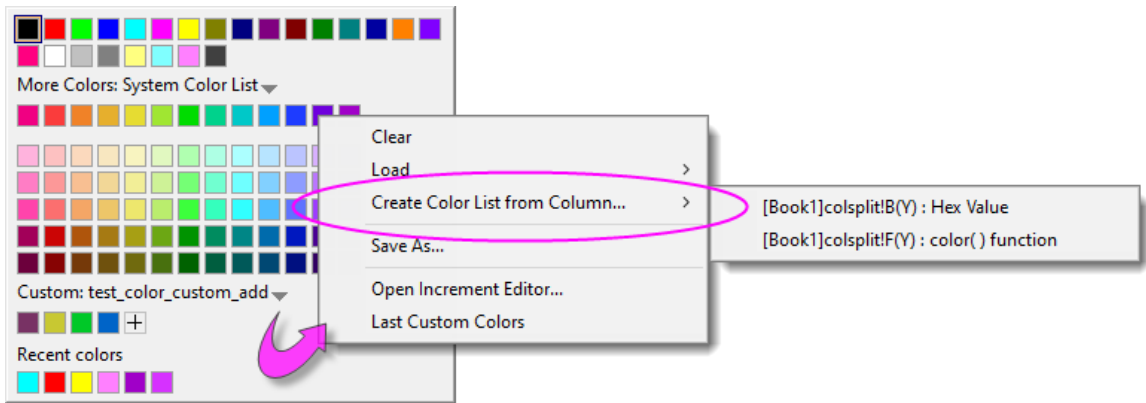 More Colors: System Color List
Clear
Load
Create Color List from Column...
[Book1]colsplit!B(Y) : Hex Value
[Book1]colsplit!F(Y) : color( ) function
Save As...
Open Increment Editor...
Last Custom Colors
Custom: test_color_custom_add
Recent colors